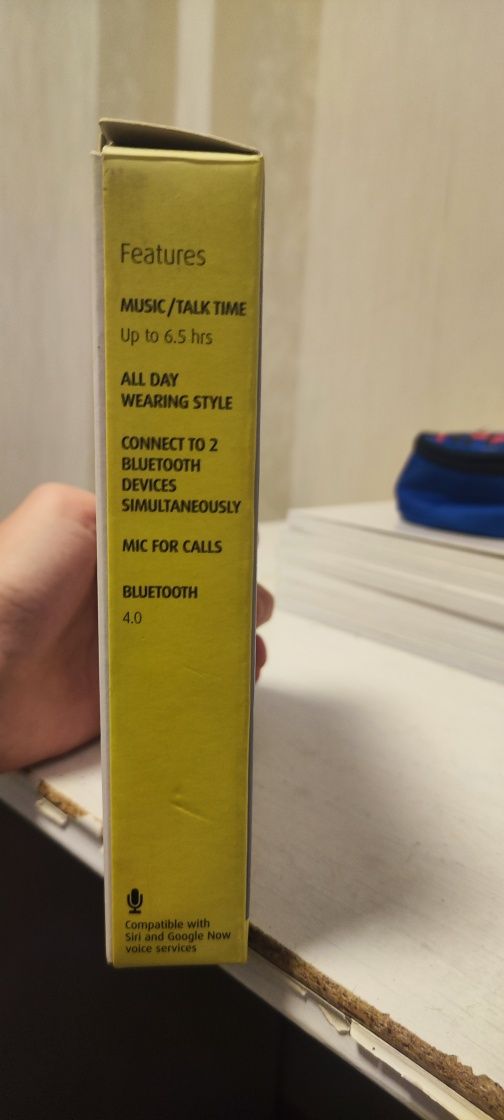 Features
MUSIC/TALK TIME
Up to 6.5 hrs
ALL DAY
WEARING STYLE
CONNECT TO 2
BLUETOOTH
DEVICES
SIMULTANEOUSLY
MIC FOR CALLS
BLUETOOTH
4.0
Compatible with
Siri and Google Now
voice services